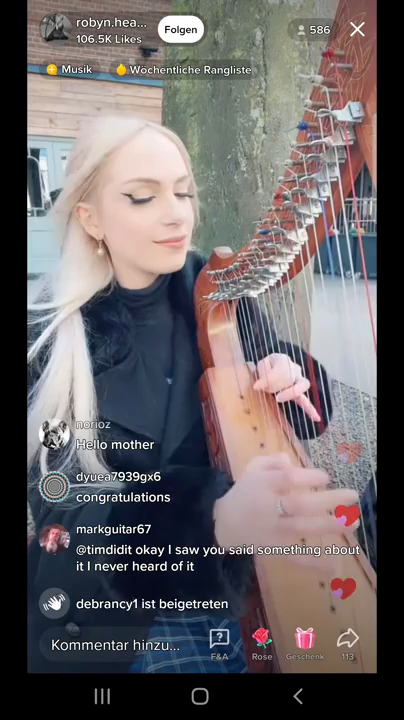 robyn.hea...
106.5K Likes
Folgen
586
Musik
Wöchentliche Rangliste
norioz
Hello mother
dyuea7939gx6
congratulations
markguitar67
@timdidit okay I saw you said something about
it I never heard of it
debrancy1 ist beigetreten
Kommentar hinzu...
F&A
Rose
Geschenk
113